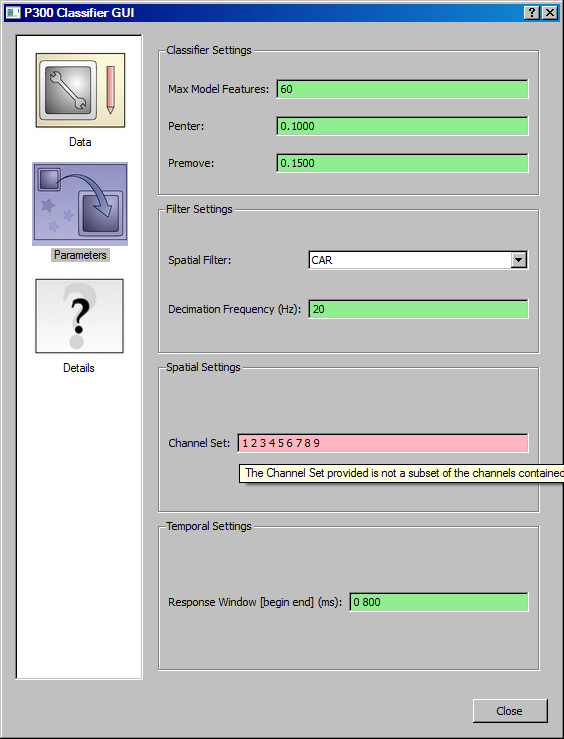 P300 Classifier GUI
Data
Parameters
?
Details
Classifier Settings
Max Model Features: 60
Penter: 0.1000
Premove: 0.1500
Filter Settings
Spatial Filter: CAR
Decimation Frequency (Hz): 20
Spatial Settings
Channel Set: 1 2 3 4 5 6 7 8 9
The Channel Set provided is not a subset of the channels contained
Temporal Settings
Response Window [begin end] (ms): 0 800
Close